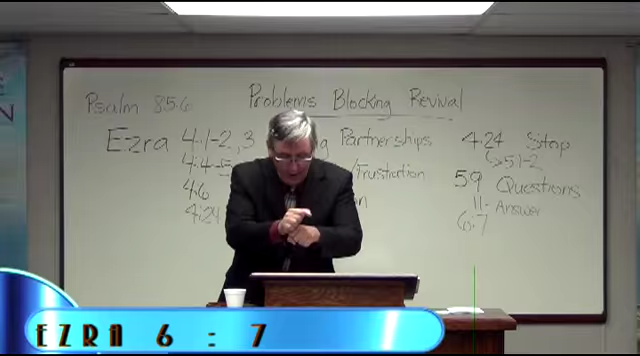 Psalm 85:6
Problems Blocking Revival
Ezra 4:1-2, 3 Partnerships
4:4-5 /Frustration
4:6
4:24
4:24 Stop
5:1-2
5:9 Questions
11- Answer
6:7
EZRA 6 : 7